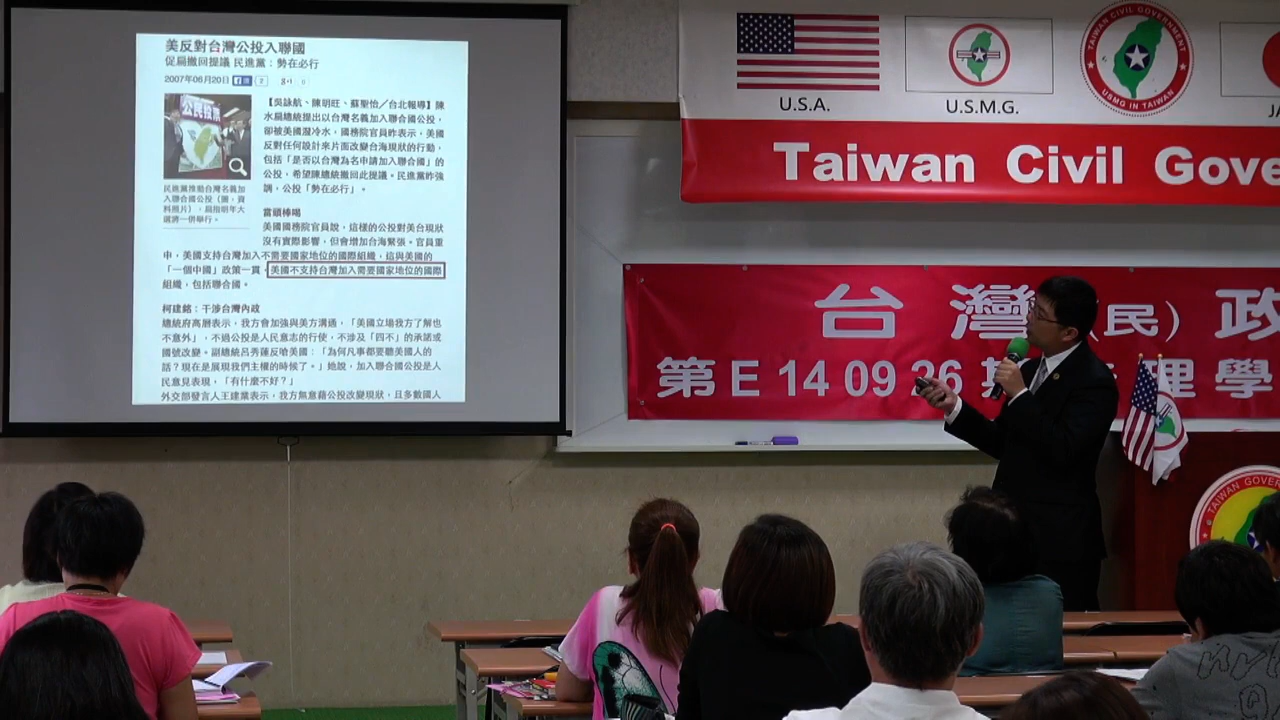 美反對台灣公投入聯國
促扁撤回提議 民進黨：勢在必行
2007年06月20日
讚 2
g+1 0
【吳詠航、陳明旺、蘇聖怡／台北報導】陳
水扁總統提出以台灣名義加入聯合國公投，
卻被美國潑冷水，國務院官員昨表示，美國
反對任何設計來片面改變台海現狀的行動，
包括「是否以台灣為名申請加入聯合國」的
公投，希望陳總統撤回此提議。民進黨昨強
調，公投「勢在必行」。
公民投票
民進黨推動台灣名義加
入聯合國公投（圖，資
料照片），扁指明年大
選將一併舉行。
當頭棒喝
美國國務院官員說，這樣的公投對美台現狀
沒有實際影響，但會增加台海緊張。官員重
申，美國支持台灣加入不需要國家地位的國際組織，這與美國的
「一個中國」政策一貫，美國不支持台灣加入需要國家地位的國際
組織，包括聯合國。
柯建銘：干涉台灣內政
總統府高層表示，我方會加強與美方溝通，「美國立場我方了解也
不意外」，不過公投是人民意志的行使，不涉及「四不」的承諾或
國號改變。副總統呂秀蓮反嗆美國：「為何凡事都要聽美國人的
話？現在是展現我們主權的時候了。」她說，加入聯合國公投是人
民意見表現，「有什麼不好？」
外交部發言人王建業表示，我方無意藉公投改變現狀，且多數國人
U.S.A.
U.S.M.G.
TAIWAN CIVIL GOVERNMENT
USMG IN TAIWAN
JA
Taiwan Civil Gove
台灣(民)政
第E 14 09 26 期 理學
TAIWAN GOVER